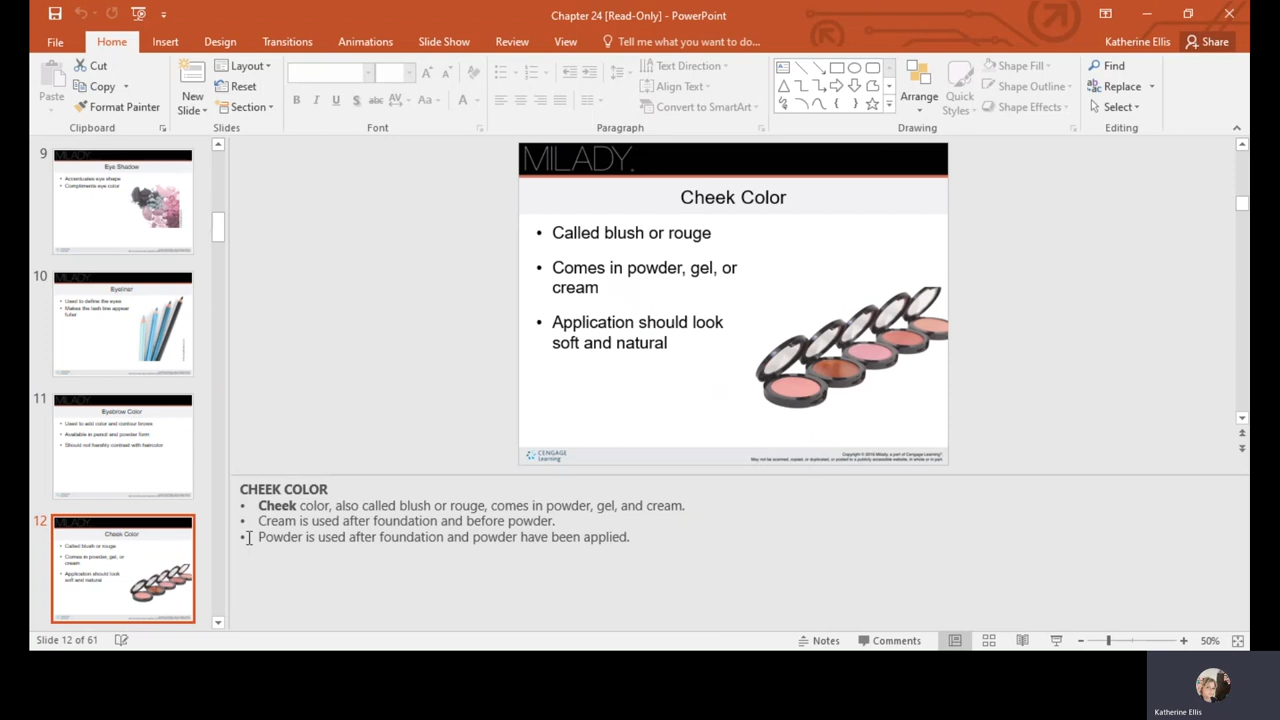 Chapter 24 [Read-Only] - PowerPoint
File Home Insert Design Transitions Animations Slide Show Review View Tell me what you want to do... Katherine Ellis Share
Paste
Cut
Copy
Format Painter
Clipboard
New Slide
Layout
Reset
Section
Slides
Font
Text Direction
Align Text
Convert to SmartArt
Paragraph
Arrange
Quick Styles
Shape Fill
Shape Outline
Shape Effects
Drawing
Find
Replace
Select
Editing
9
MILADY
Eye Shadow
• Accentuates eye shape
• Compliments eye color
10
MILADY
Eyeliner
• Used to define the eyes
• Makes the lash line appear
fuller
11
MILADY
Eyebrow Color
• Used to add color and contour brows
• Available in pencil and powder form
• Should not harshly contrast with haircolor
12
MILADY
Cheek Color
• Called blush or rouge
• Comes in powder, gel, or
cream
• Application should look
soft and natural
MILADY.
Cheek Color
• Called blush or rouge
• Comes in powder, gel, or
cream
• Application should look
soft and natural
CENGAGE
Learning
Copyright © 2016 Milady, a part of Cengage Learning®.
May not be scanned, copied, or duplicated, or posted to a publicly accessible website, in whole or in part.
CHEEK COLOR
• Cheek color, also called blush or rouge, comes in powder, gel, and cream.
• Cream is used after foundation and before powder.
• Powder is used after foundation and powder have been applied.
Slide 12 of 61 Notes Comments 50%
Katherine Ellis